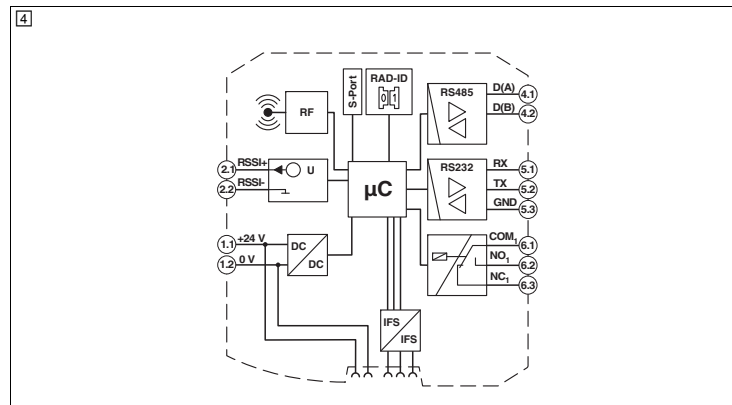 4
S-Port
RAD-ID
0 1
RF
RS485
D(A) 4.1
D(B) 4.2
2.1 RSSI+
2.2 RSSI-
U
µC
RS232
RX 5.1
TX 5.2
GND 5.3
1.1 +24 V
1.2 0 V
DC
DC
COM₁ 6.1
NO₁ 6.2
NC₁ 6.3
IFS
IFS